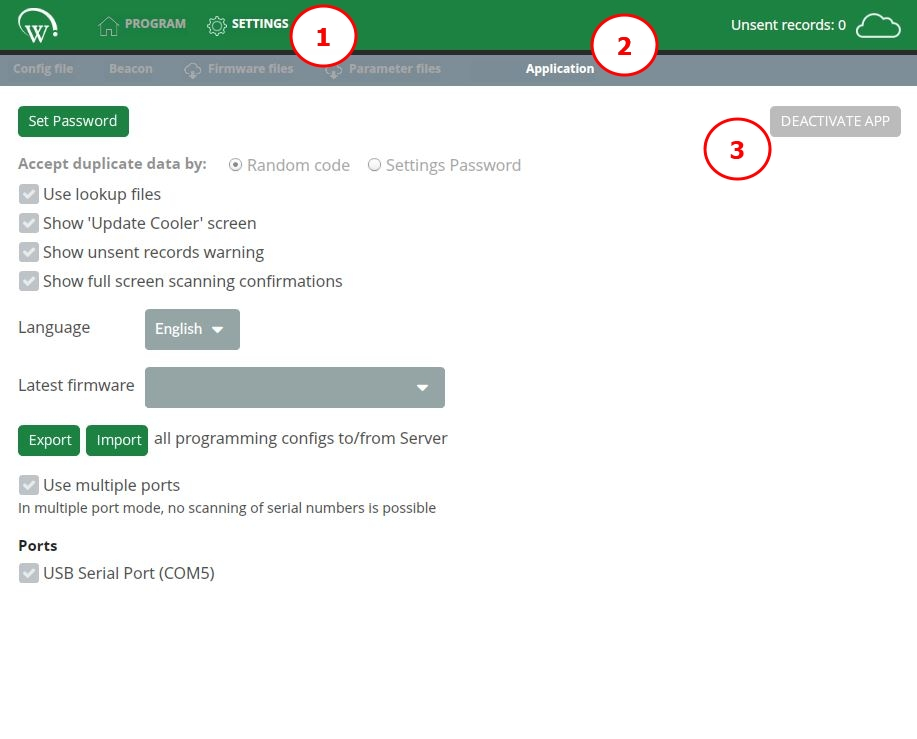 W
PROGRAM
SETTINGS
1
2
Unsent records: 0
Config file
Beacon
Firmware files
Parameter files
Application
Set Password
DEACTIVATE APP
3
Accept duplicate data by: Random code Settings Password
Use lookup files
Show 'Update Cooler' screen
Show unsent records warning
Show full screen scanning confirmations
Language English
Latest firmware
Export Import all programming configs to/from Server
Use multiple ports
In multiple port mode, no scanning of serial numbers is possible
Ports
USB Serial Port (COM5)